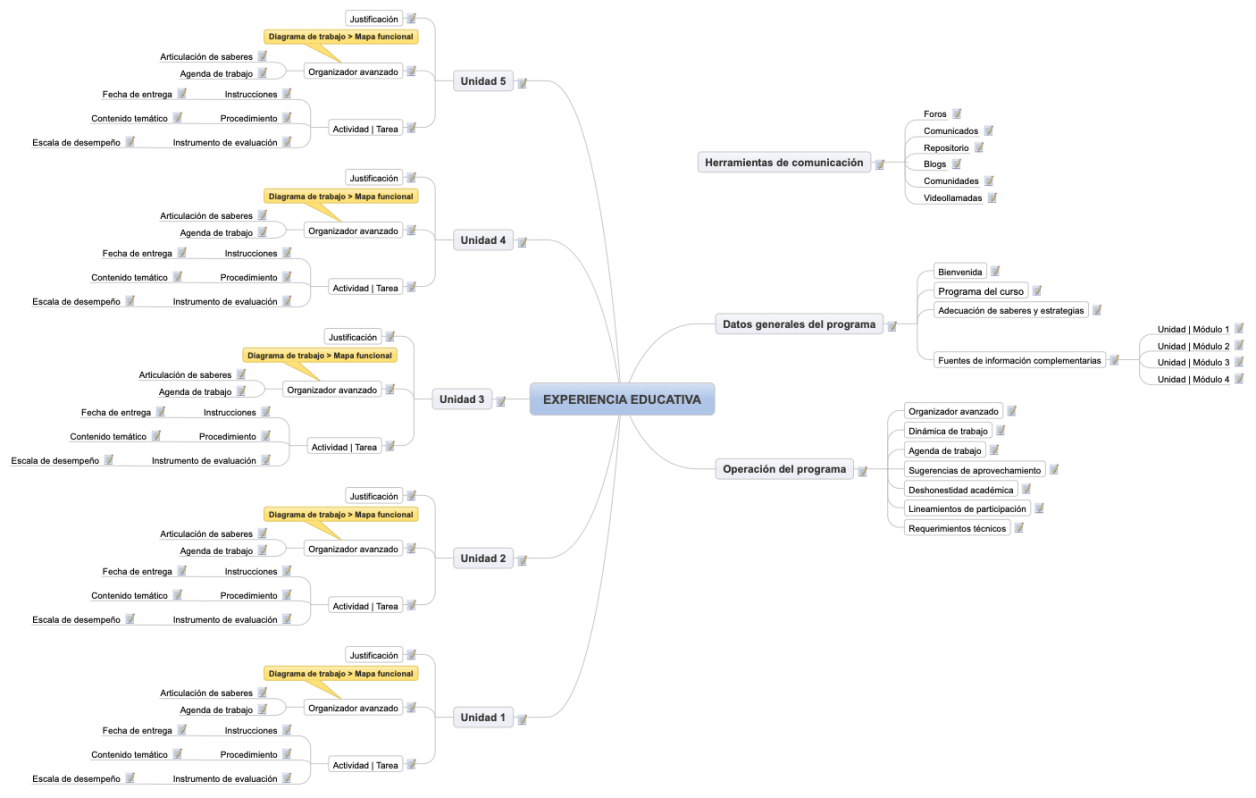 EXPERIENCIA EDUCATIVA
Herramientas de comunicación
Foros
Comunicados
Repositorio
Blogs
Comunidades
Videollamadas
Datos generales del programa
Bienvenida
Programa del curso
Adecuación de saberes y estrategias
Fuentes de información complementarias
Unidad | Módulo 1
Unidad | Módulo 2
Unidad | Módulo 3
Unidad | Módulo 4
Operación del programa
Organizador avanzado
Dinámica de trabajo
Agenda de trabajo
Sugerencias de aprovechamiento
Deshonestidad académica
Lineamientos de participación
Requerimientos técnicos
Unidad 5
Justificación
Diagrama de trabajo > Mapa funcional
Organizador avanzado
Articulación de saberes
Agenda de trabajo
Actividad | Tarea
Instrucciones
Fecha de entrega
Procedimiento
Contenido temático
Instrumento de evaluación
Escala de desempeño
Unidad 4
Justificación
Diagrama de trabajo > Mapa funcional
Organizador avanzado
Articulación de saberes
Agenda de trabajo
Actividad | Tarea
Instrucciones
Fecha de entrega
Procedimiento
Contenido temático
Instrumento de evaluación
Escala de desempeño
Unidad 3
Justificación
Diagrama de trabajo > Mapa funcional
Organizador avanzado
Articulación de saberes
Agenda de trabajo
Actividad | Tarea
Instrucciones
Fecha de entrega
Procedimiento
Contenido temático
Instrumento de evaluación
Escala de desempeño
Unidad 2
Justificación
Diagrama de trabajo > Mapa funcional
Organizador avanzado
Articulación de saberes
Agenda de trabajo
Actividad | Tarea
Instrucciones
Fecha de entrega
Procedimiento
Contenido temático
Instrumento de evaluación
Escala de desempeño
Unidad 1
Justificación
Diagrama de trabajo > Mapa funcional
Organizador avanzado
Articulación de saberes
Agenda de trabajo
Actividad | Tarea
Instrucciones
Fecha de entrega
Procedimiento
Contenido temático
Instrumento de evaluación
Escala de desempeño